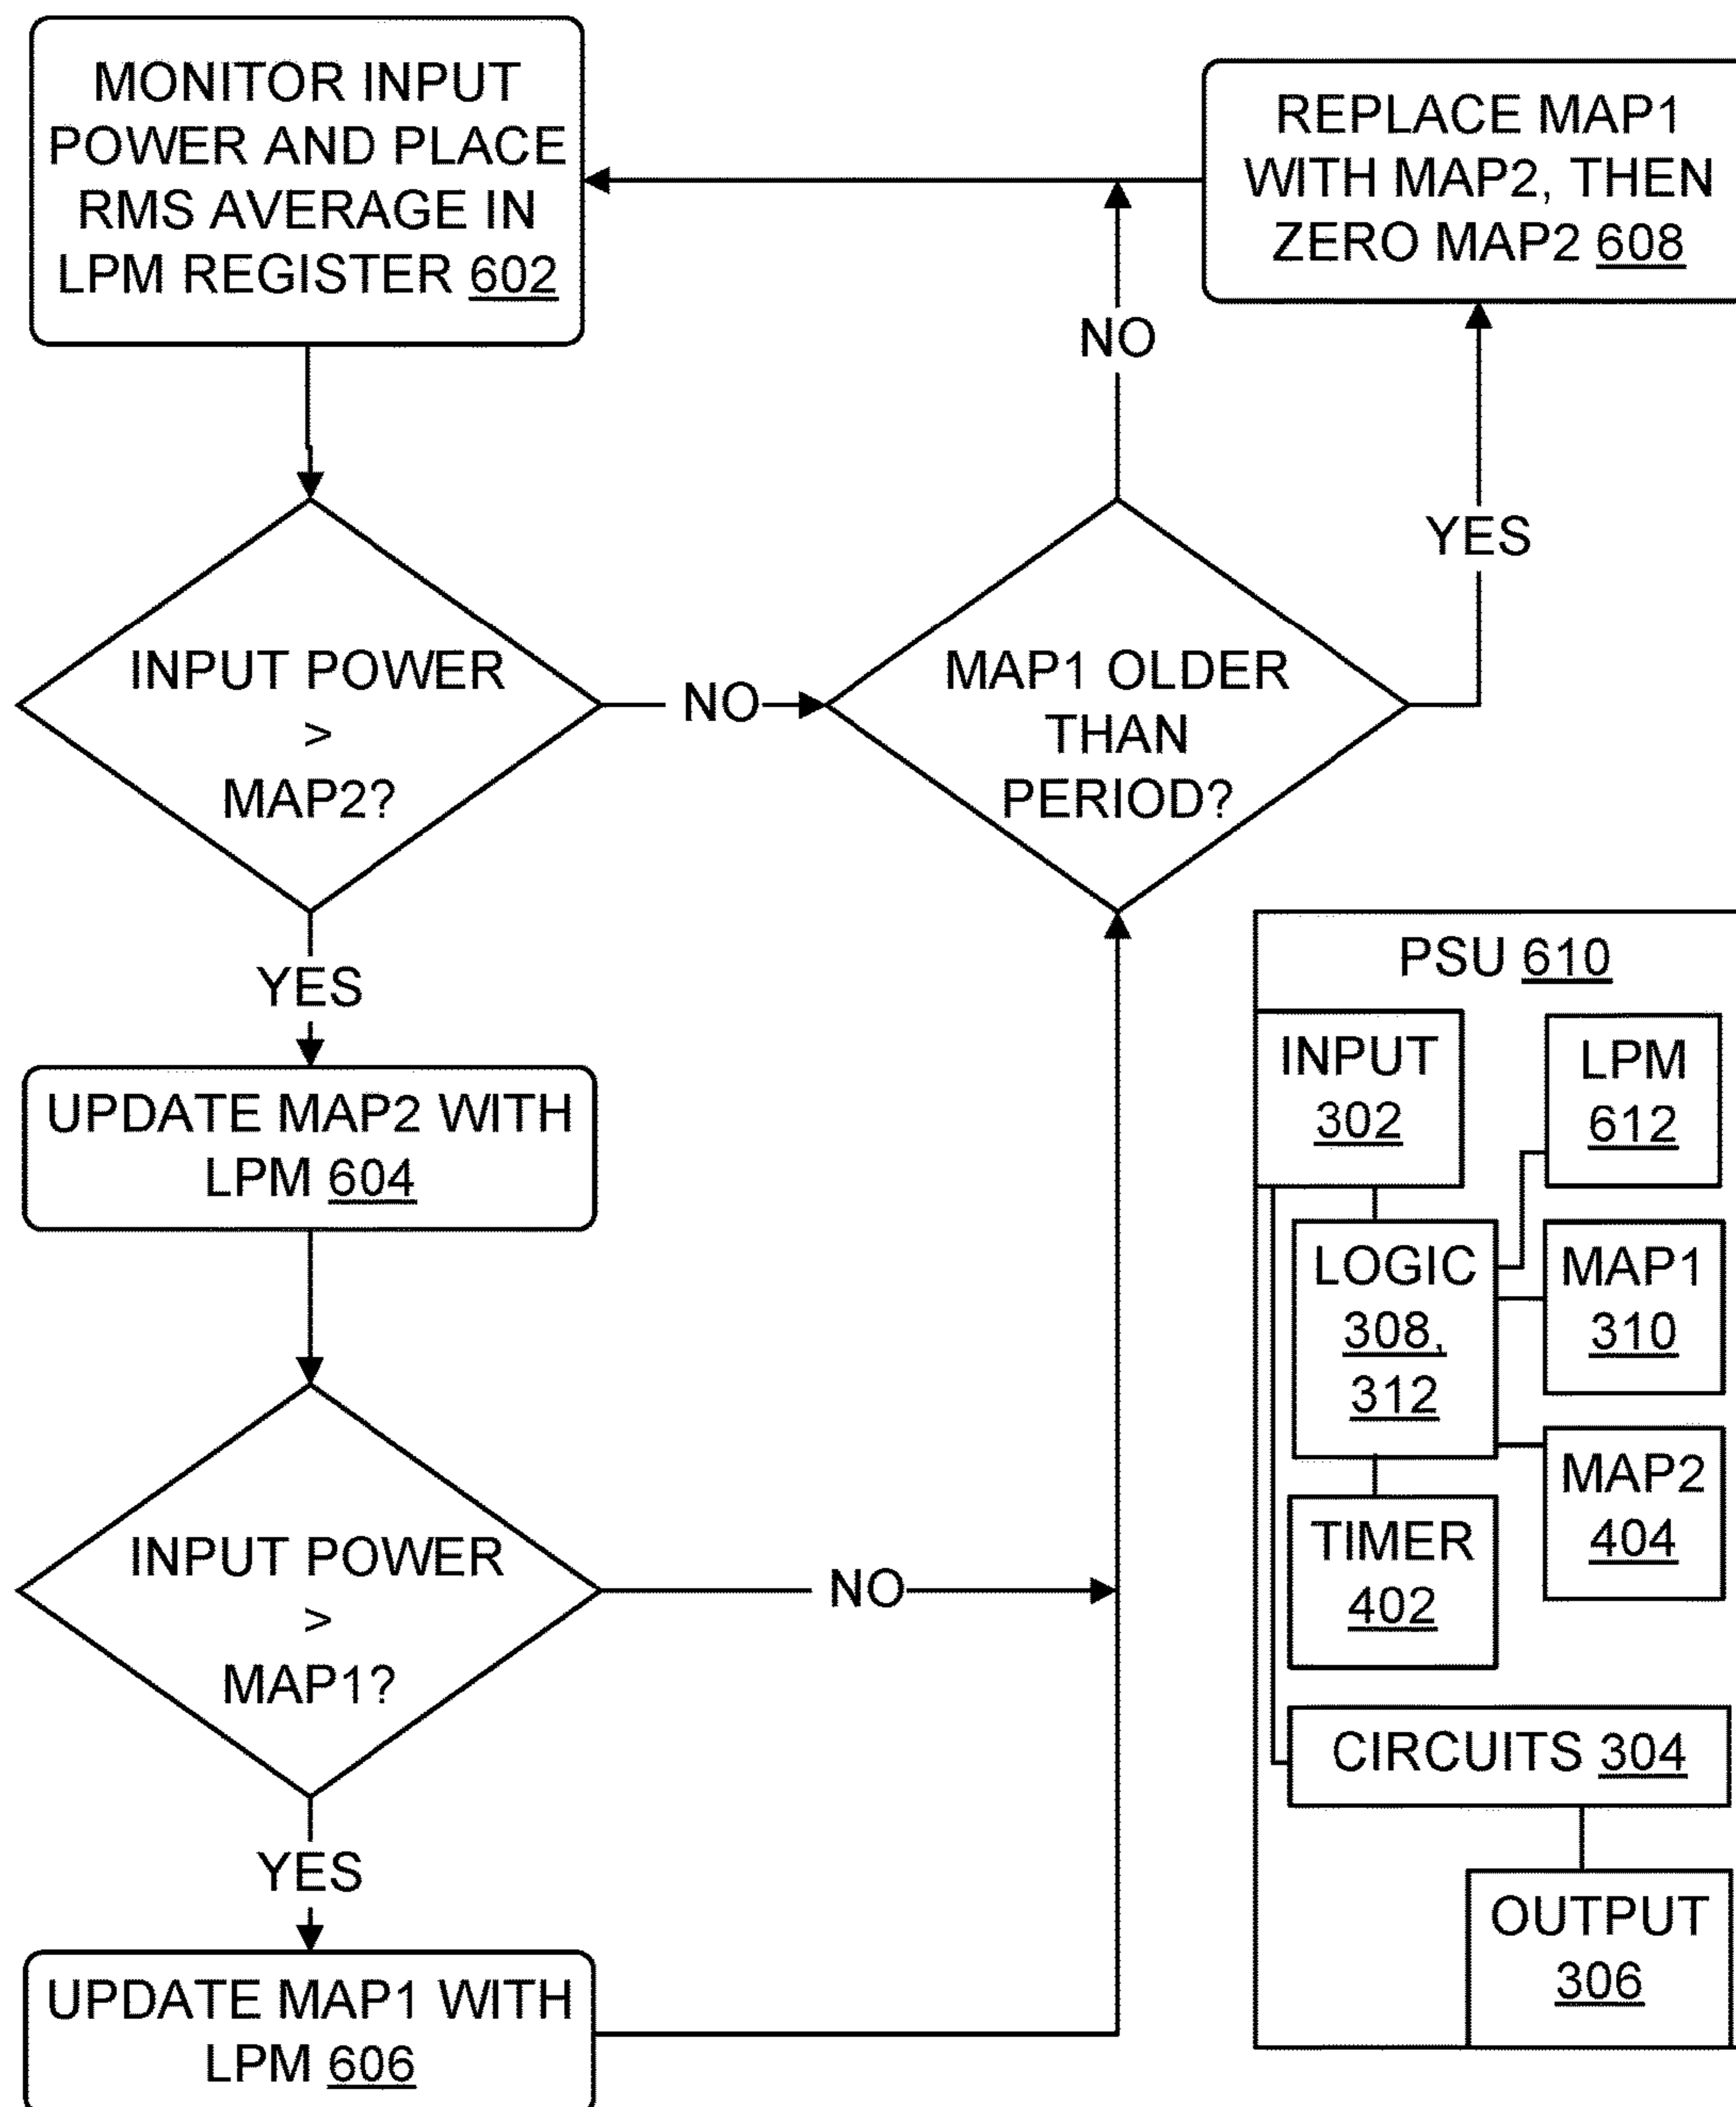 MONITOR INPUT
POWER AND PLACE
RMS AVERAGE IN
LPM REGISTER 602
REPLACE MAP1
WITH MAP2, THEN
ZERO MAP2 608
NO
YES
INPUT POWER
>
MAP2?
NO
MAP1 OLDER
THAN
PERIOD?
YES
UPDATE MAP2 WITH
LPM 604
INPUT POWER
>
MAP1?
NO
YES
UPDATE MAP1 WITH
LPM 606
PSU 610
INPUT
302
LPM
612
LOGIC
308,
312
MAP1
310
MAP2
404
TIMER
402
CIRCUITS 304
OUTPUT
306